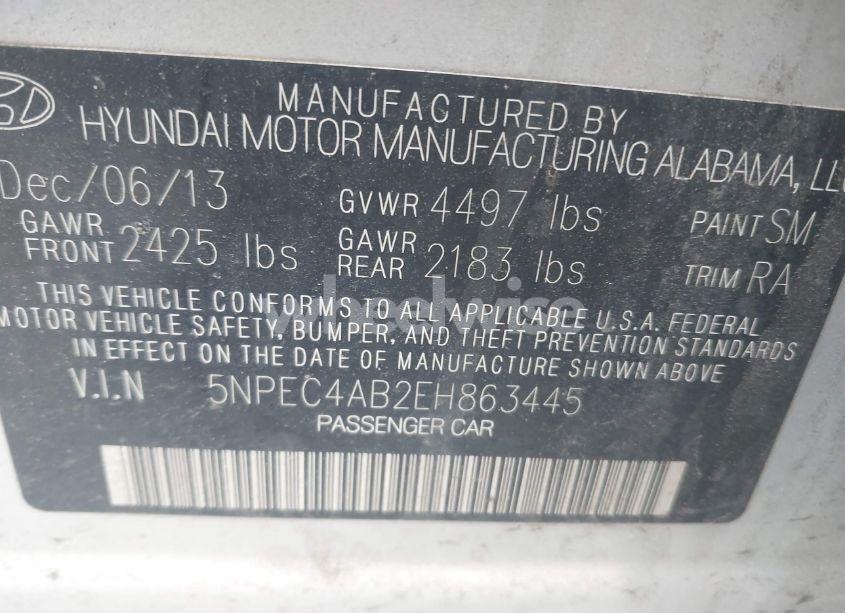 MANUFACTURED BY
HYUNDAI MOTOR MANUFACTURING ALABAMA, LLC
Dec/06/13 GVWR 4497 lbs PAINT SM
GAWR FRONT 2425 lbs GAWR REAR 2183 lbs TRIM RA
THIS VEHICLE CONFORMS TO ALL APPLICABLE U.S.A. FEDERAL
MOTOR VEHICLE SAFETY, BUMPER, AND THEFT PREVENTION STANDARDS
IN EFFECT ON THE DATE OF MANUFACTURE SHOWN ABOVE
V.I.N 5NPEC4AB2EH863445
PASSENGER CAR
wheelwise